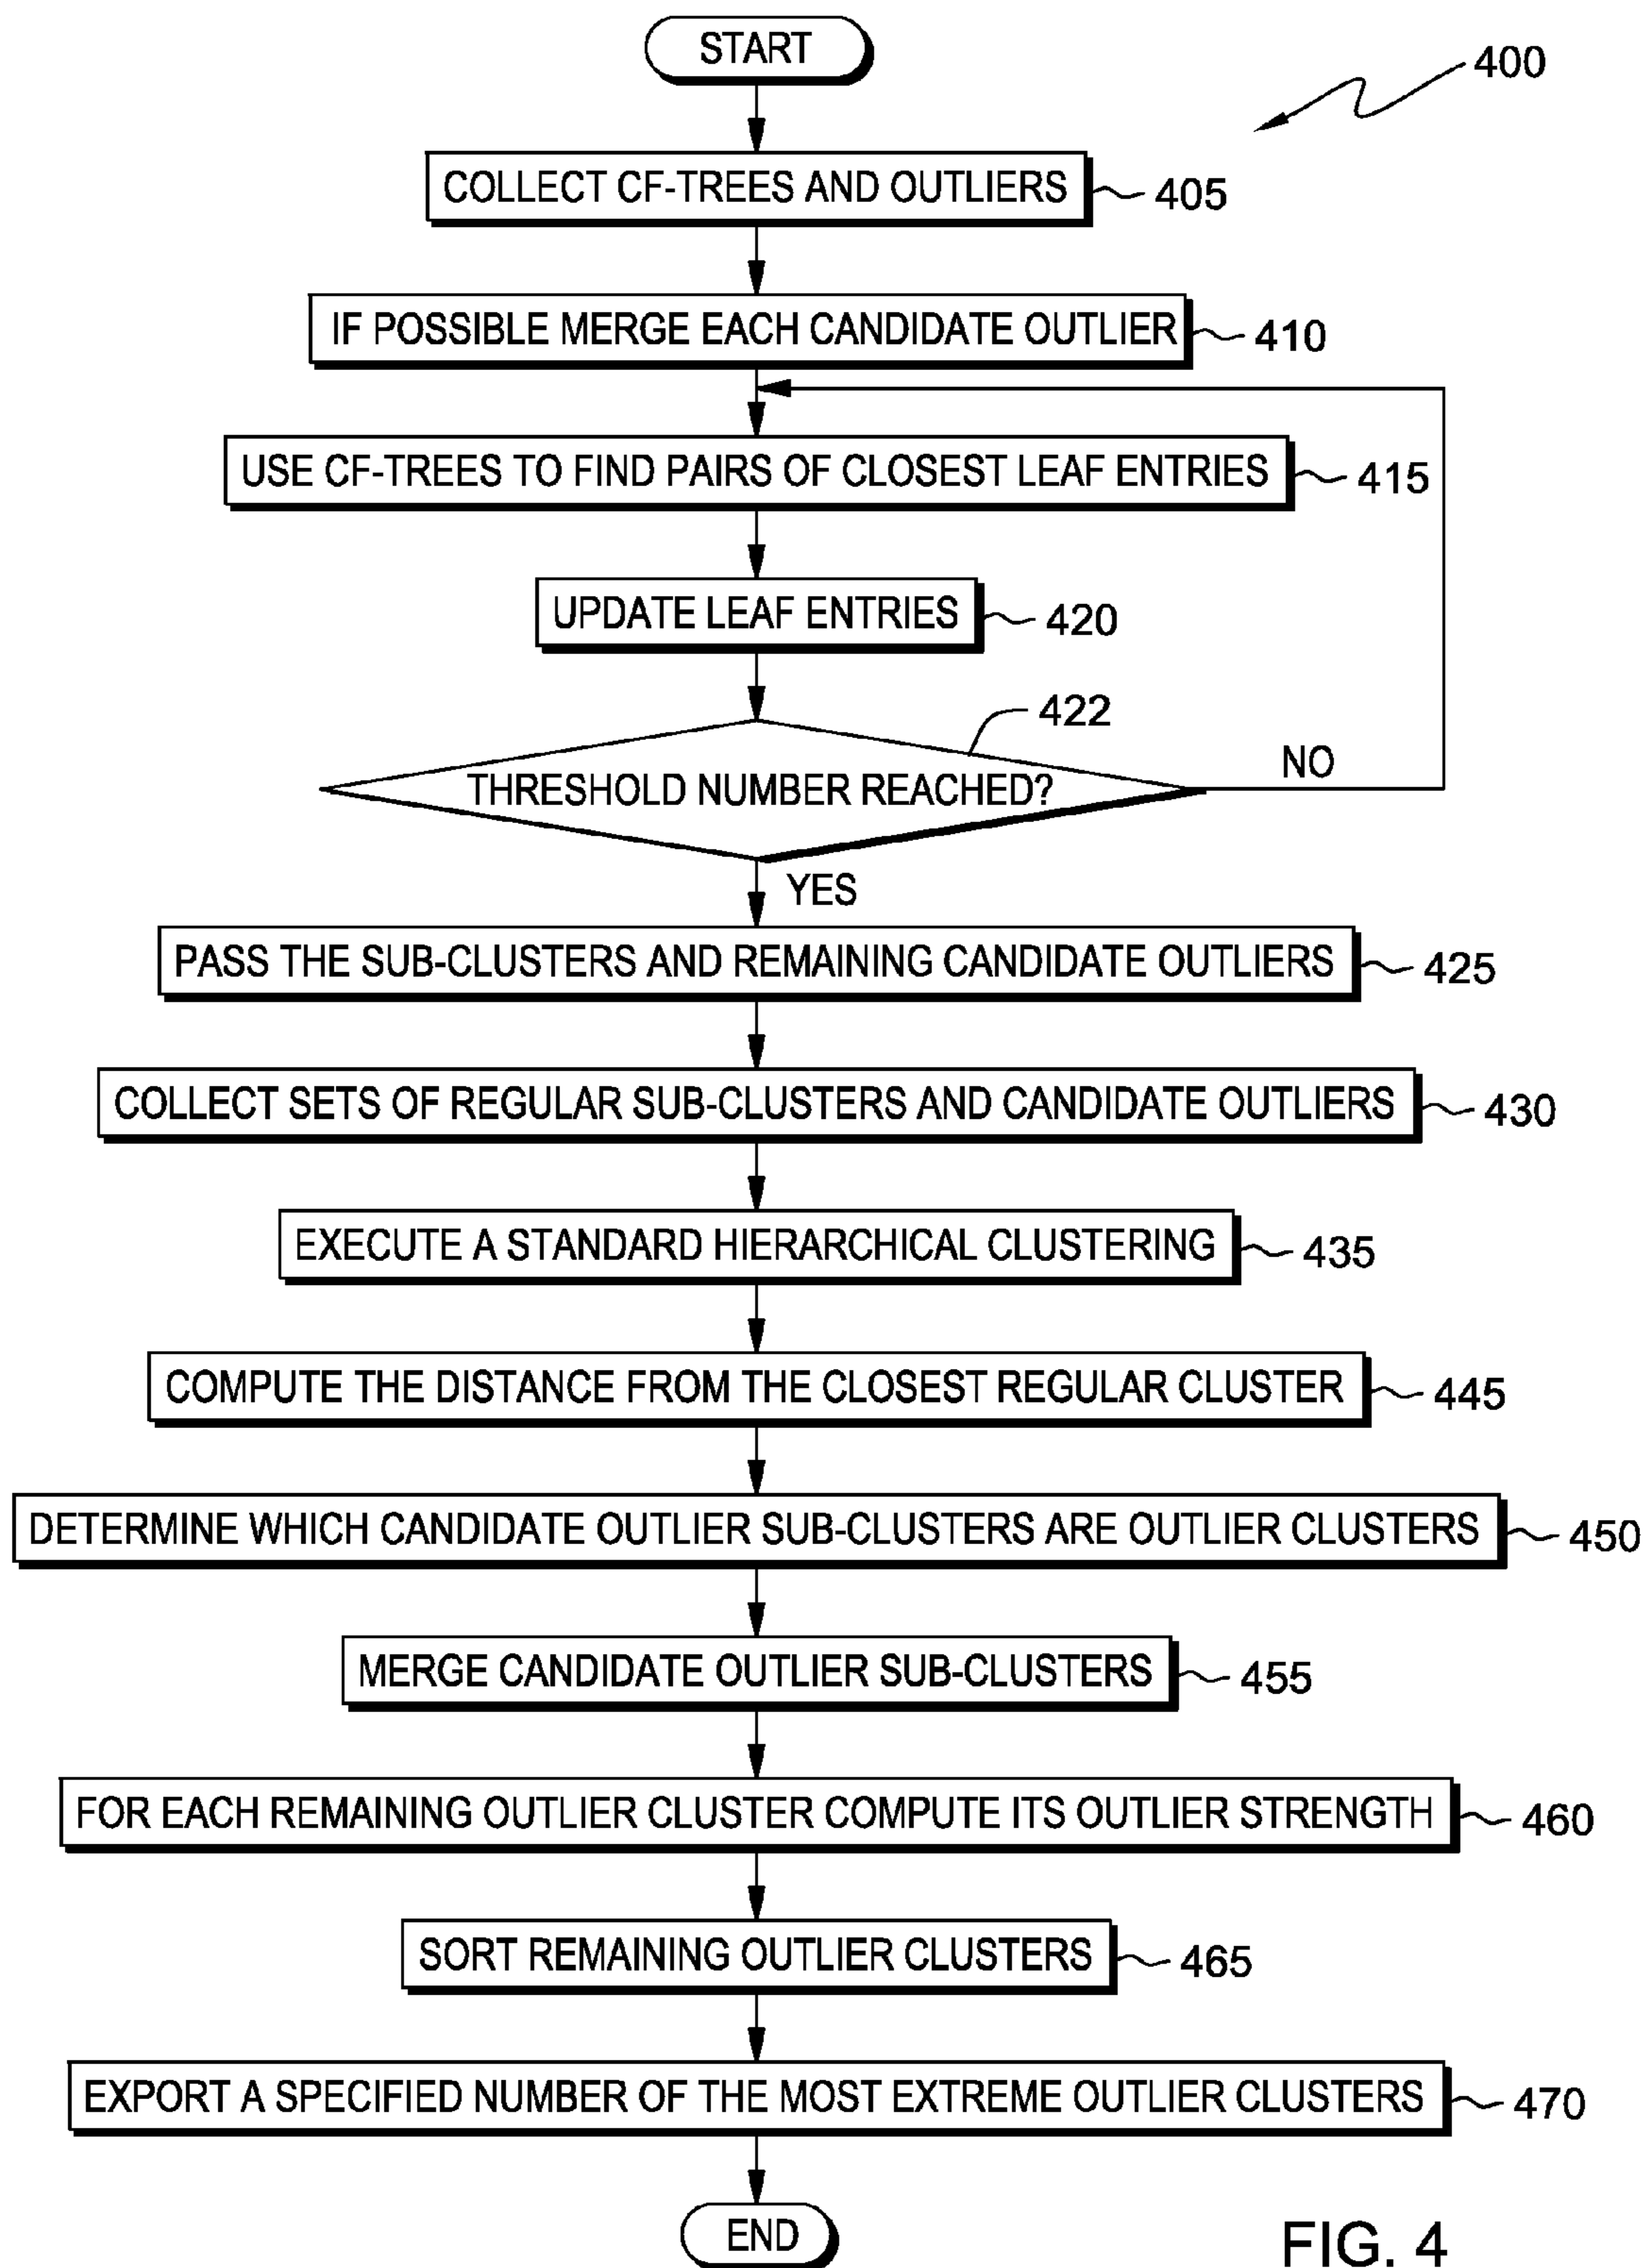 START
400
COLLECT CF-TREES AND OUTLIERS
405
IF POSSIBLE MERGE EACH CANDIDATE OUTLIER
410
USE CF-TREES TO FIND PAIRS OF CLOSEST LEAF ENTRIES
415
UPDATE LEAF ENTRIES
420
422
THRESHOLD NUMBER REACHED?
NO
YES
PASS THE SUB-CLUSTERS AND REMAINING CANDIDATE OUTLIERS
425
COLLECT SETS OF REGULAR SUB-CLUSTERS AND CANDIDATE OUTLIERS
430
EXECUTE A STANDARD HIERARCHICAL CLUSTERING
435
COMPUTE THE DISTANCE FROM THE CLOSEST REGULAR CLUSTER
445
DETERMINE WHICH CANDIDATE OUTLIER SUB-CLUSTERS ARE OUTLIER CLUSTERS
450
MERGE CANDIDATE OUTLIER SUB-CLUSTERS
455
FOR EACH REMAINING OUTLIER CLUSTER COMPUTE ITS OUTLIER STRENGTH
460
SORT REMAINING OUTLIER CLUSTERS
465
EXPORT A SPECIFIED NUMBER OF THE MOST EXTREME OUTLIER CLUSTERS
470
END
FIG. 4